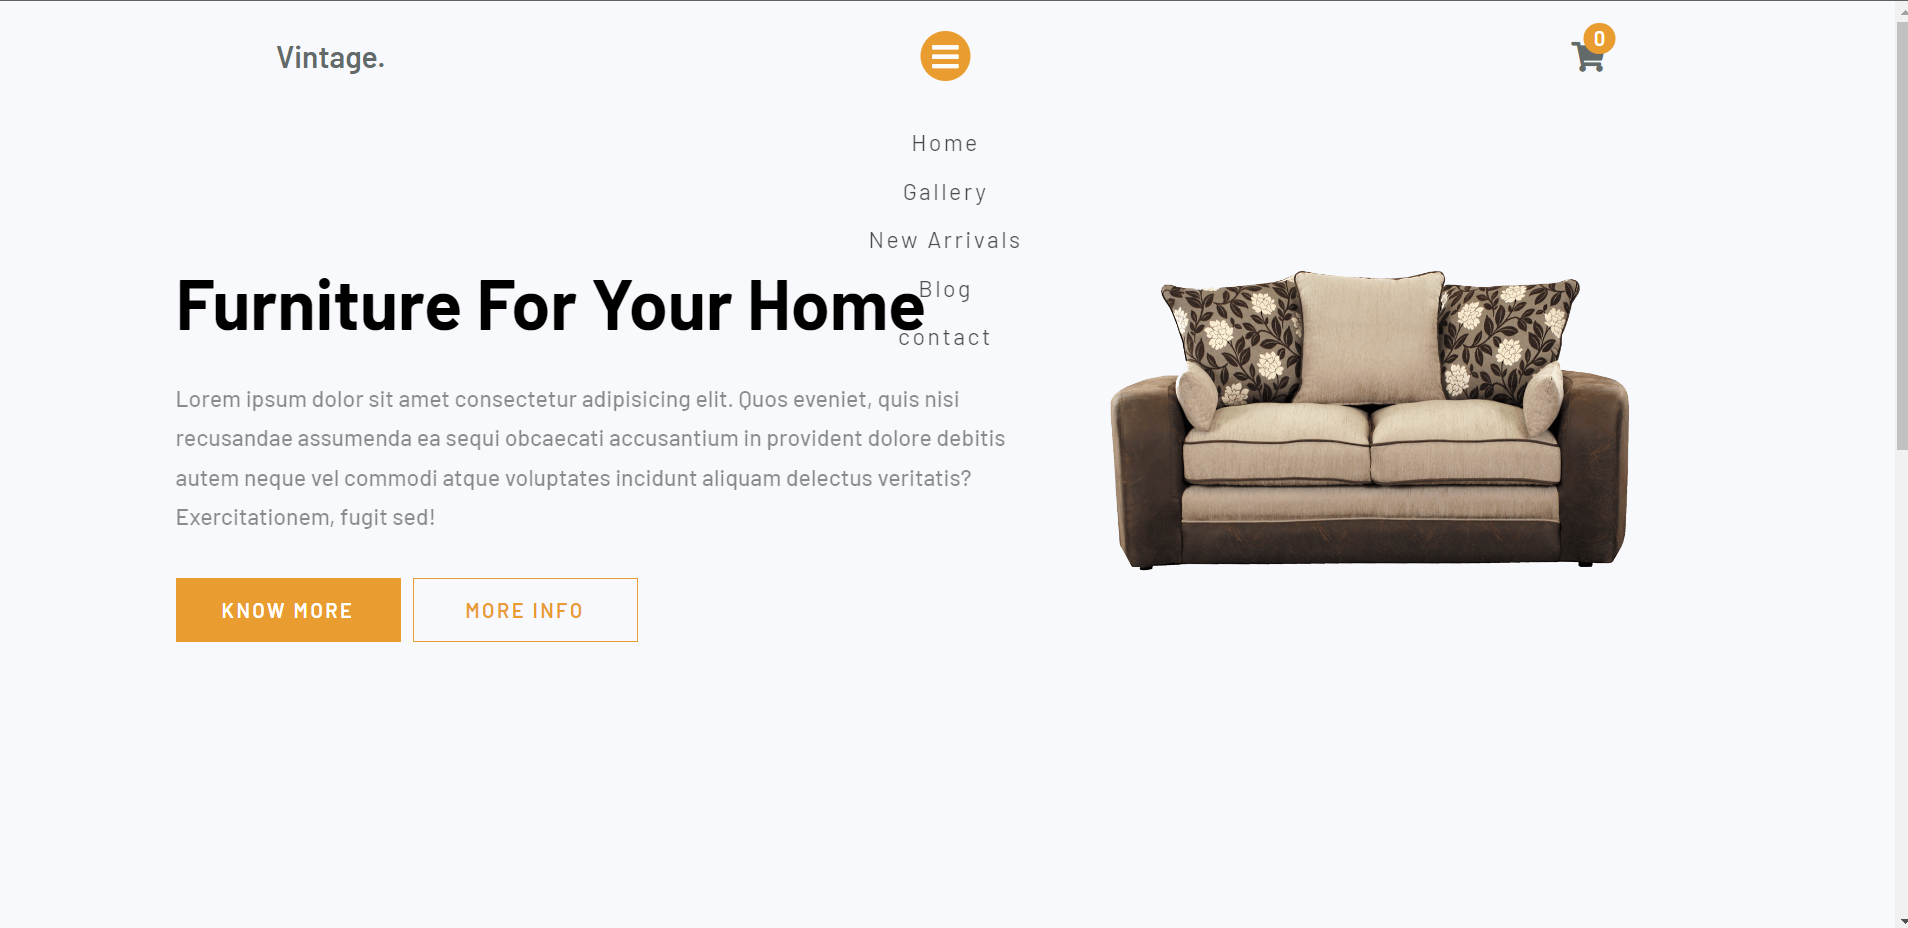 Vintage.
0
Home
Gallery
New Arrivals
Blog
contact
Furniture For Your Home
Lorem ipsum dolor sit amet consectetur adipisicing elit. Quos eveniet, quis nisi
recusandae assumenda ea sequi obcaecati accusantium in provident dolore debitis
autem neque vel commodi atque voluptates incidunt aliquam delectus veritatis?
Exercitationem, fugit sed!
KNOW MORE
MORE INFO